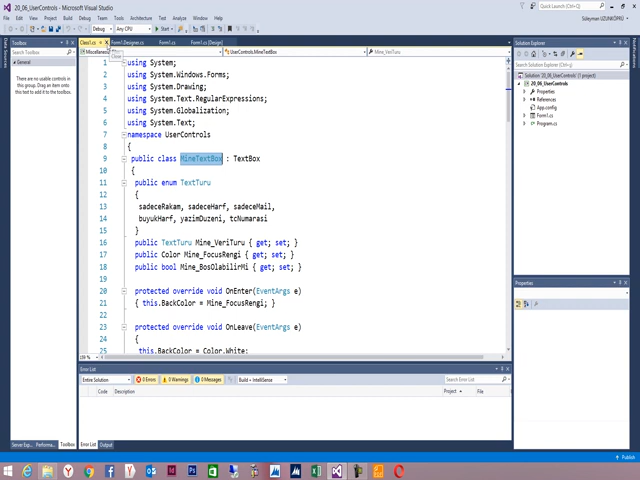 20_06_UserControls
Quick Launch (Ctrl+Q)
File Edit View Project Build Debug Team Tools Architecture Test Analyze Window Help
Süleyman UZUNKÖPRÜ
Debug Any CPU Start
Toolbox
Search Toolbox
General
There are no usable controls in
this group. Drag an item onto
this text to add it to the toolbox.
Class1.cs Form1.Designer.cs Form1.cs Form1.cs [Design]
UserControls.MineTextBox Mine_VeriTuru
Close
1 using System;
2 using System.Windows.Forms;
3 using System.Drawing;
4 using System.Text.RegularExpressions;
5 using System.Globalization;
6 using System.Text;
7 namespace UserControls
8 {
9 public class MineTextBox : TextBox
10 {
11 public enum TextTuru
12 {
13 sadeceRakam, sadeceHarf, sadeceMail,
14 buyukHarf, yazimDuzeni, tcNumarasi
15 }
16 public TextTuru Mine_VeriTuru { get; set; }
17 public Color Mine_FocusRengi { get; set; }
18 public bool Mine_BosOlabilirMi { get; set; }
19
20 protected override void OnEnter(EventArgs e)
21 { this.BackColor = Mine_FocusRengi; }
22
23 protected override void OnLeave(EventArgs e)
24 {
25 this.BackColor = Color.White;
Solution Explorer
Search Solution Explorer
Solution '20_06_UserControls' (1 project)
20_06_UserControls
Properties
References
App.config
Form1.cs
Program.cs
Properties
Error List
Entire Solution 0 Errors 0 Warnings 0 Messages Build + IntelliSense
Search Error List
Code Description Project File
Server Exp... Performa... Toolbox Error List Output
Publish